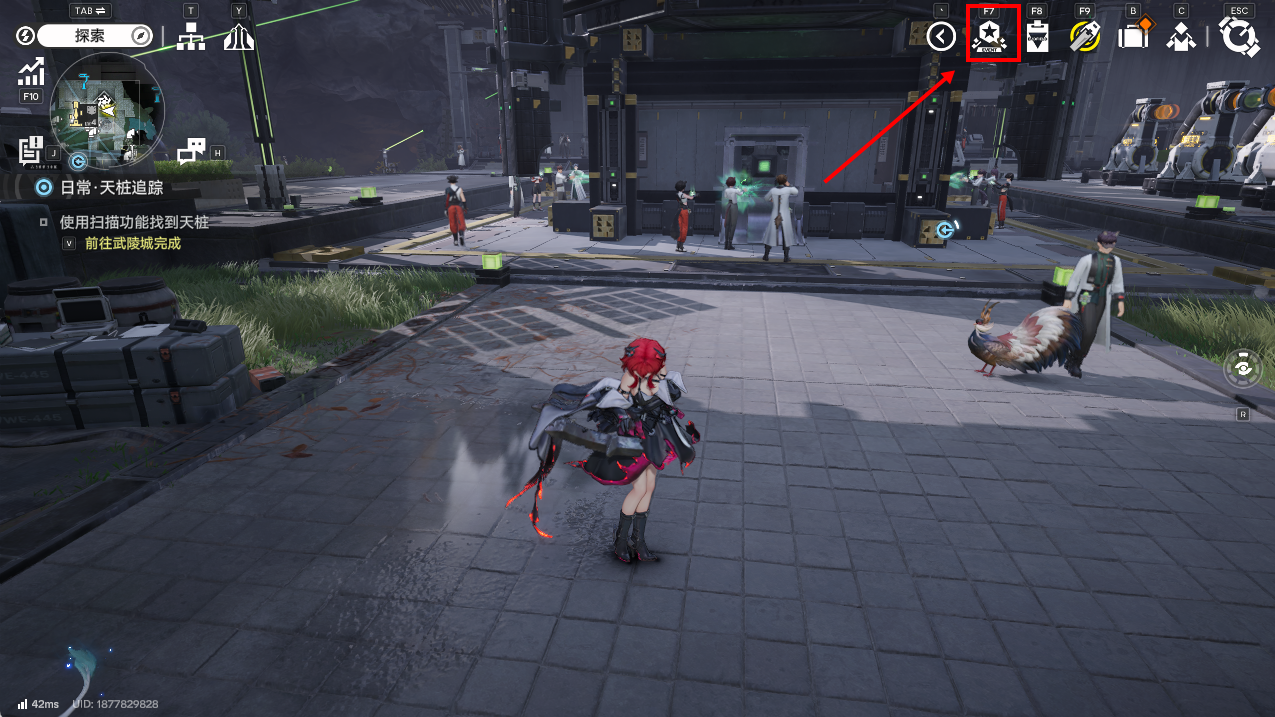 TAB
T
Y
探索
F10
J
H
日常·天桩追踪
使用扫描功能找到天桩
V 前往武陵城完成
F7
F8
F9
B
C
ESC
EVENT
R
42ms
UID: 1877829828